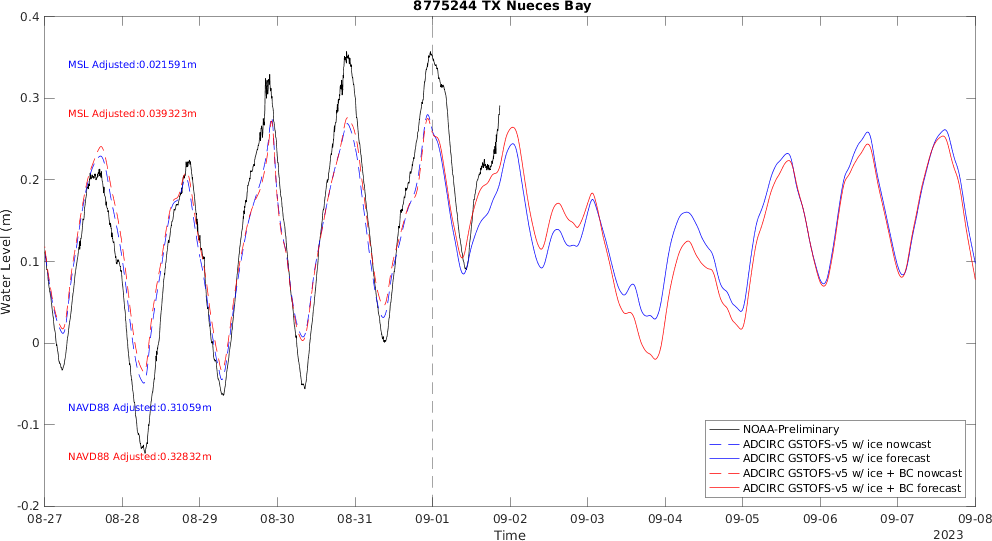 8775244 TX Nueces Bay
0.4
0.3
0.2
0.1
0
-0.1
-0.2
Water Level (m)
MSL Adjusted:0.021591m
MSL Adjusted:0.039323m
NAVD88 Adjusted:0.31059m
NAVD88 Adjusted:0.32832m
NOAA-Preliminary
ADCIRC GSTOFS-v5 w/ ice nowcast
ADCIRC GSTOFS-v5 w/ ice forecast
ADCIRC GSTOFS-v5 w/ ice + BC nowcast
ADCIRC GSTOFS-v5 w/ ice + BC forecast
08-27 08-28 08-29 08-30 08-31 09-01 09-02 09-03 09-04 09-05 09-06 09-07 09-08
Time
2023